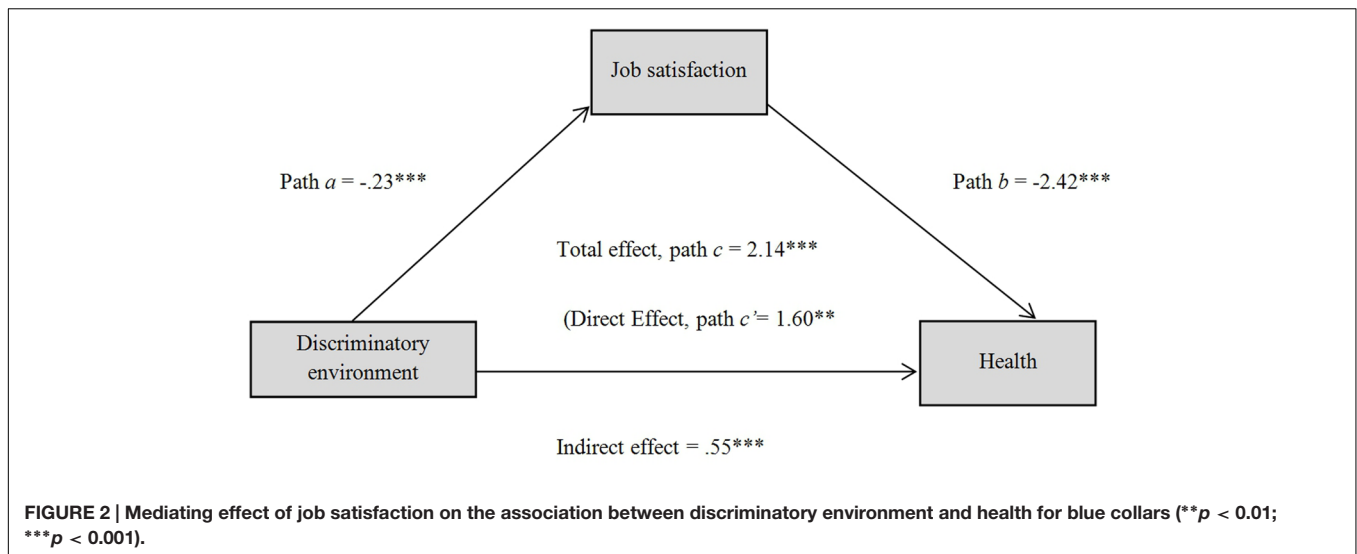 Job satisfaction
Path a = -.23***
Path b = -2.42***
Total effect, path c = 2.14***
(Direct Effect, path c'= 1.60**
Discriminatory
environment
Health
Indirect effect = .55***
FIGURE 2 | Mediating effect of job satisfaction on the association between discriminatory environment and health for blue collars (**p < 0.01;
***p < 0.001).